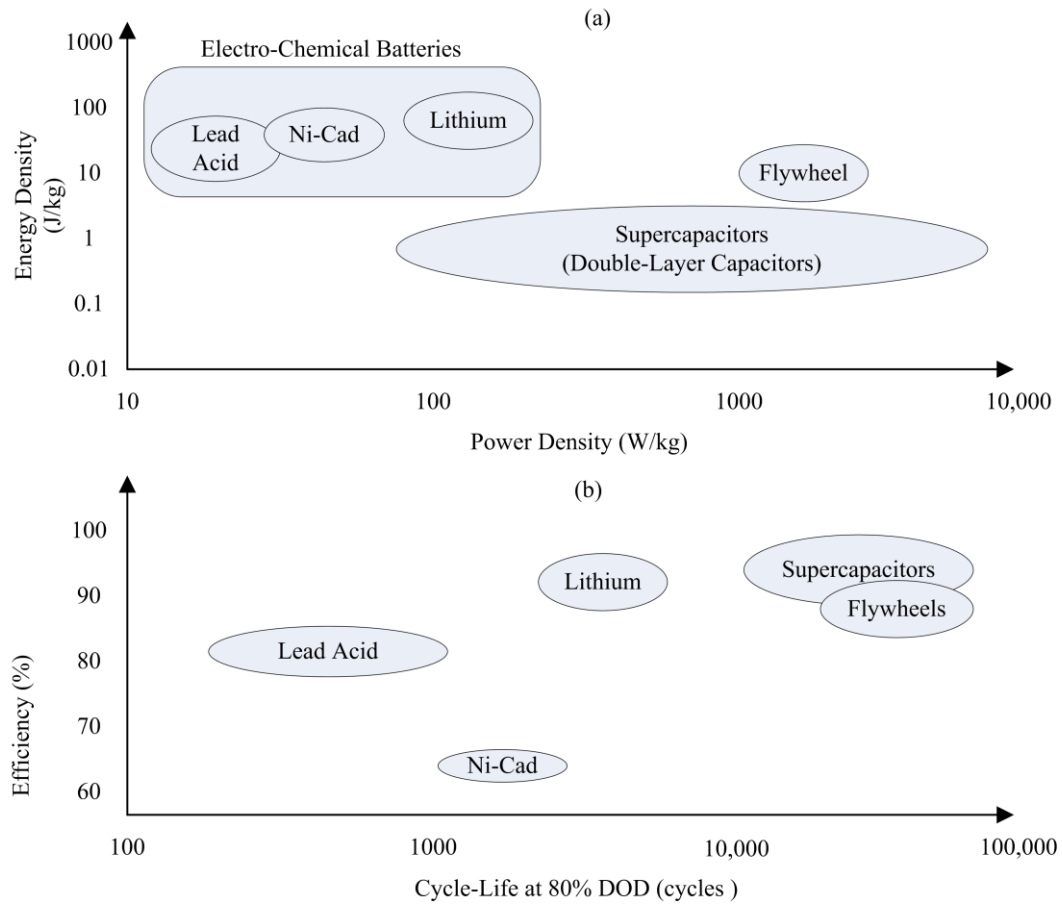 (a)
1000
100
10
1
0.1
0.01
Energy Density
(J/kg)
Electro-Chemical Batteries
Lead
Acid
Ni-Cad
Lithium
Flywheel
Supercapacitors
(Double-Layer Capacitors)
10 100 1000 10,000
Power Density (W/kg)
(b)
100
90
80
70
60
Efficiency (%)
Lead Acid
Ni-Cad
Lithium
Supercapacitors
Flywheels
100 1000 10,000 100,000
Cycle-Life at 80% DOD (cycles )